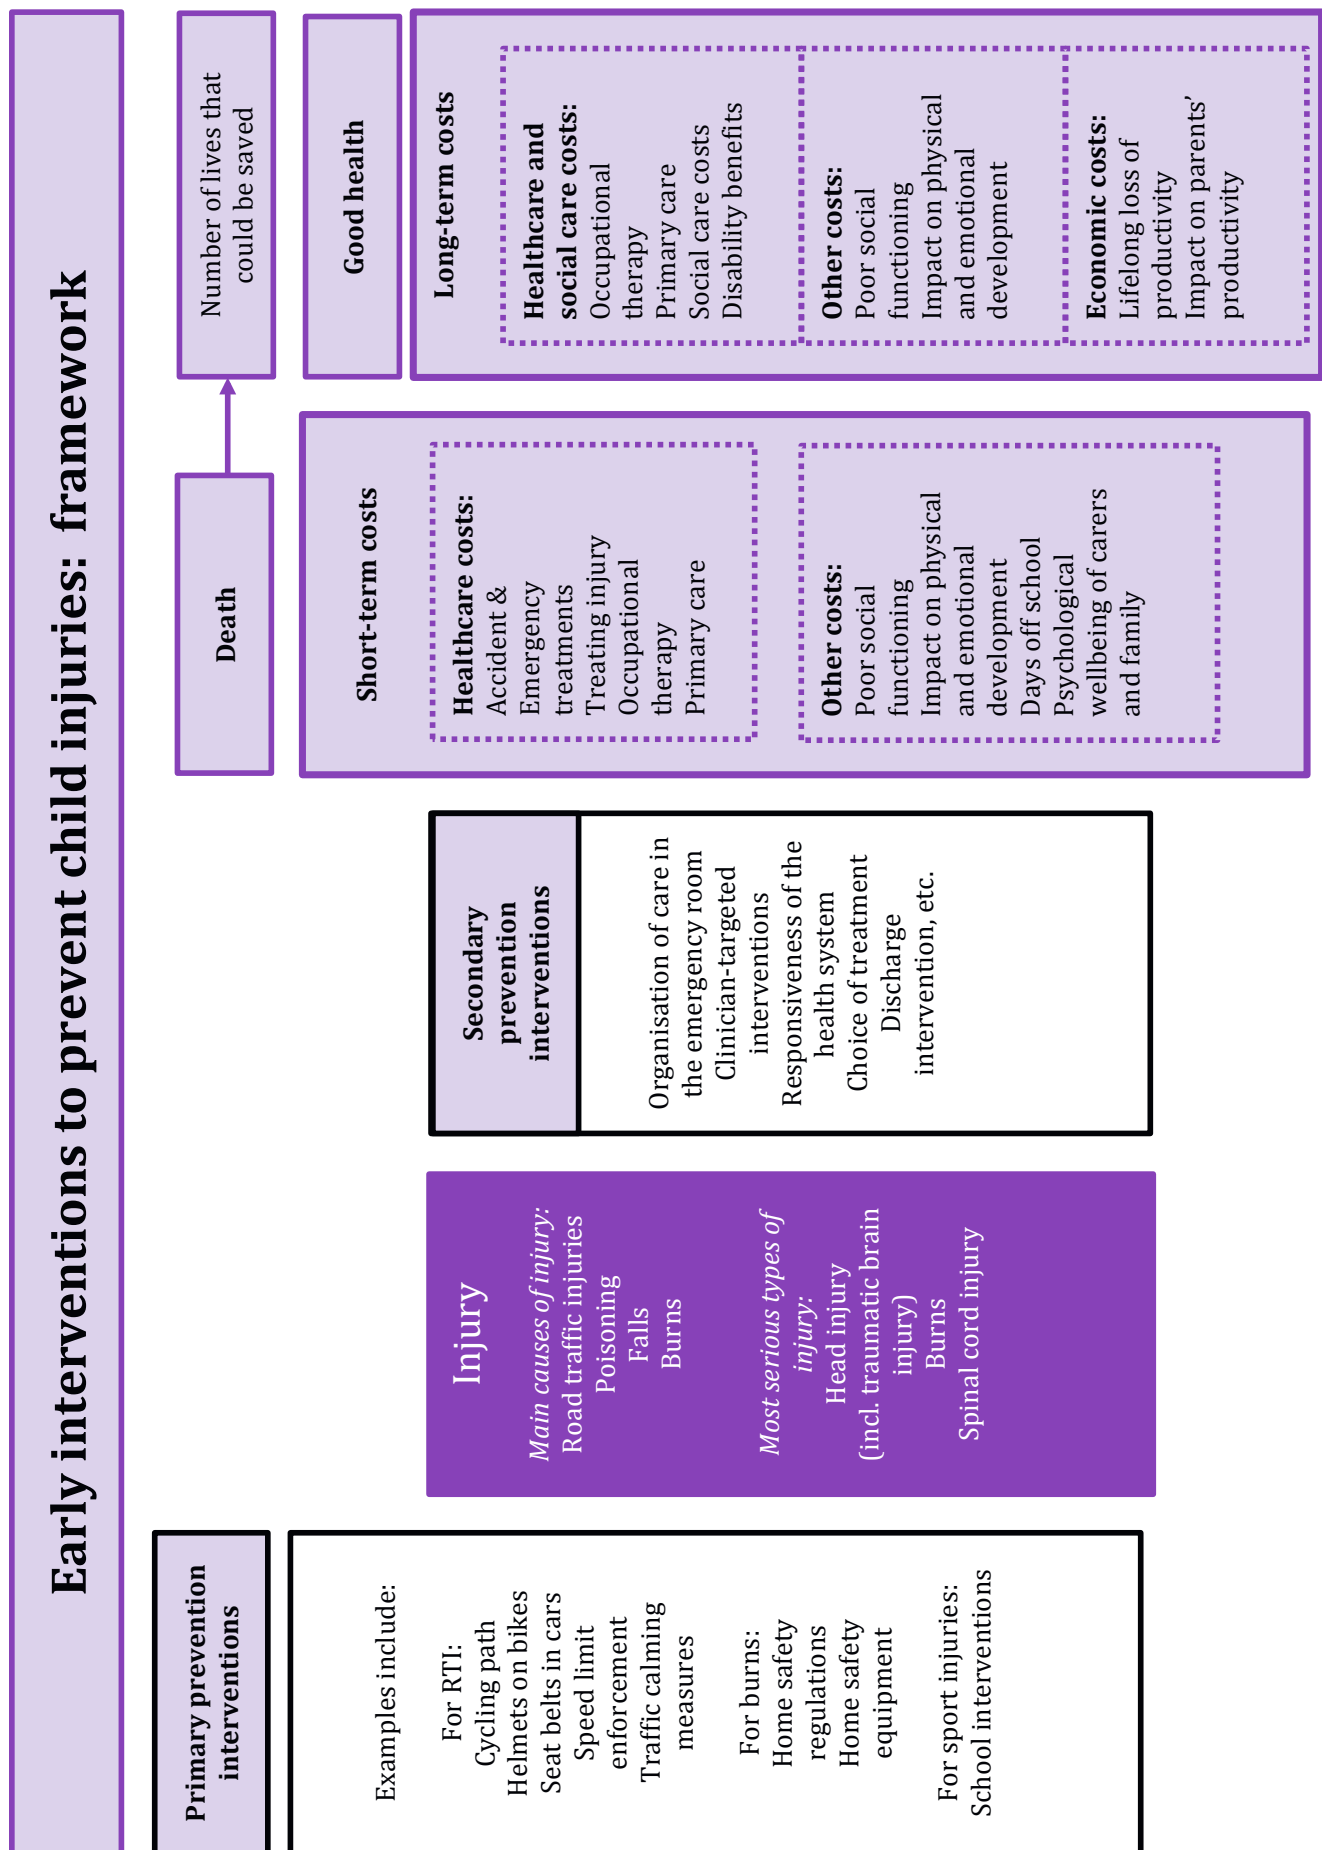 Early interventions to prevent child injuries: framework
Primary prevention
interventions
Examples include:
For RTI:
Cycling path
Helmets on bikes
Seat belts in cars
Speed limit
enforcement
Traffic calming
measures
For burns:
Home safety
regulations
Home safety
equipment
For sport injuries:
School interventions
Injury
Main causes of injury:
Road traffic injuries
Poisoning
Falls
Burns
Most serious types of
injury:
Head injury
(incl. traumatic brain
injury)
Burns
Spinal cord injury
Secondary
prevention
interventions
Organisation of care in
the emergency room
Clinician-targeted
interventions
Responsiveness of the
health system
Choice of treatment
Discharge
intervention, etc.
Death
Short-term costs
Healthcare costs:
Accident &
Emergency
treatments
Treating injury
Occupational
therapy
Primary care
Other costs:
Poor social
functioning
Impact on physical
and emotional
development
Days off school
Psychological
wellbeing of carers
and family
Number of lives that
could be saved
Good health
Long-term costs
Healthcare and
social care costs:
Occupational
therapy
Primary care
Social care costs
Disability benefits
Other costs:
Poor social
functioning
Impact on physical
and emotional
development
Economic costs:
Lifelong loss of
productivity
Impact on parents’
productivity